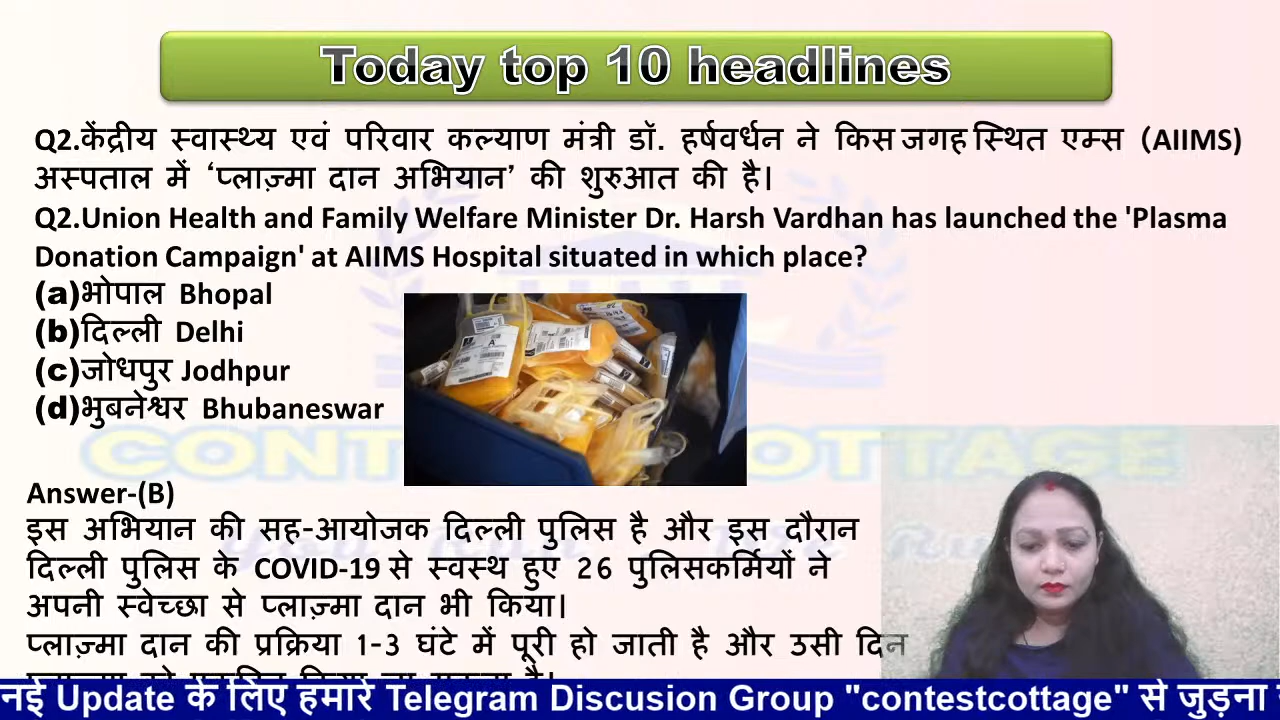 Today top 10 headlines
Q2.केंद्रीय स्वास्थ्य एवं परिवार कल्याण मंत्री डॉ. हर्षवर्धन ने किस जगह स्थित एम्स (AIIMS)
अस्पताल में ‘प्लाज़्मा दान अभियान’ की शुरुआत की है।
Q2.Union Health and Family Welfare Minister Dr. Harsh Vardhan has launched the 'Plasma
Donation Campaign' at AIIMS Hospital situated in which place?
(a)भोपाल Bhopal
(b)दिल्ली Delhi
(c)जोधपुर Jodhpur
(d)भुबनेश्वर Bhubaneswar
CONT COTTAGE
Answer-(B)
इस अभियान की सह-आयोजक दिल्ली पुलिस है और इस दौरान
दिल्ली पुलिस के COVID-19 से स्वस्थ हुए 26 पुलिसकर्मियों ने
अपनी स्वेच्छा से प्लाज़्मा दान भी किया।
प्लाज़्मा दान की प्रक्रिया 1-3 घंटे में पूरी हो जाती है और उसी दिन
नई Update के लिए हमारे Telegram Discusion Group "contestcottage" से जुड़ना